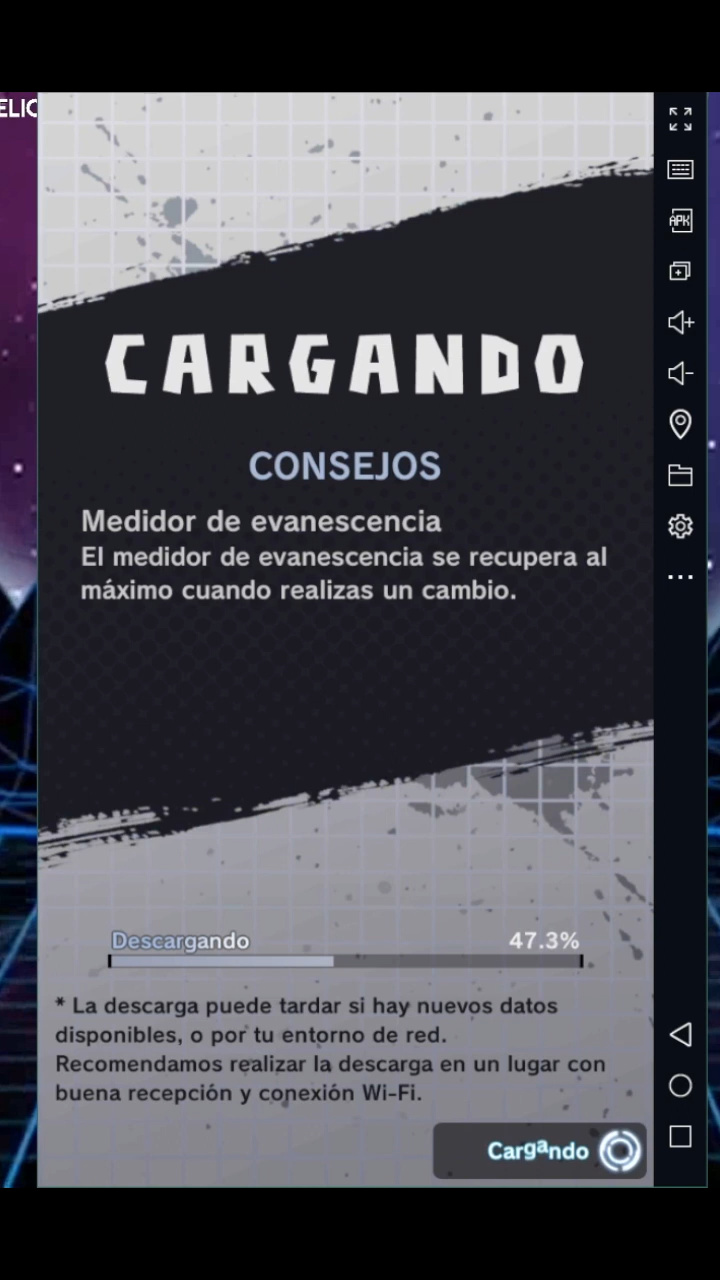 ELIC
APK
CARGANDO
CONSEJOS
Medidor de evanescencia
El medidor de evanescencia se recupera al
máximo cuando realizas un cambio.
Descargando 47.3%
* La descarga puede tardar si hay nuevos datos
disponibles, o por tu entorno de red.
Recomendamos realizar la descarga en un lugar con
buena recepción y conexión Wi-Fi.
Cargando